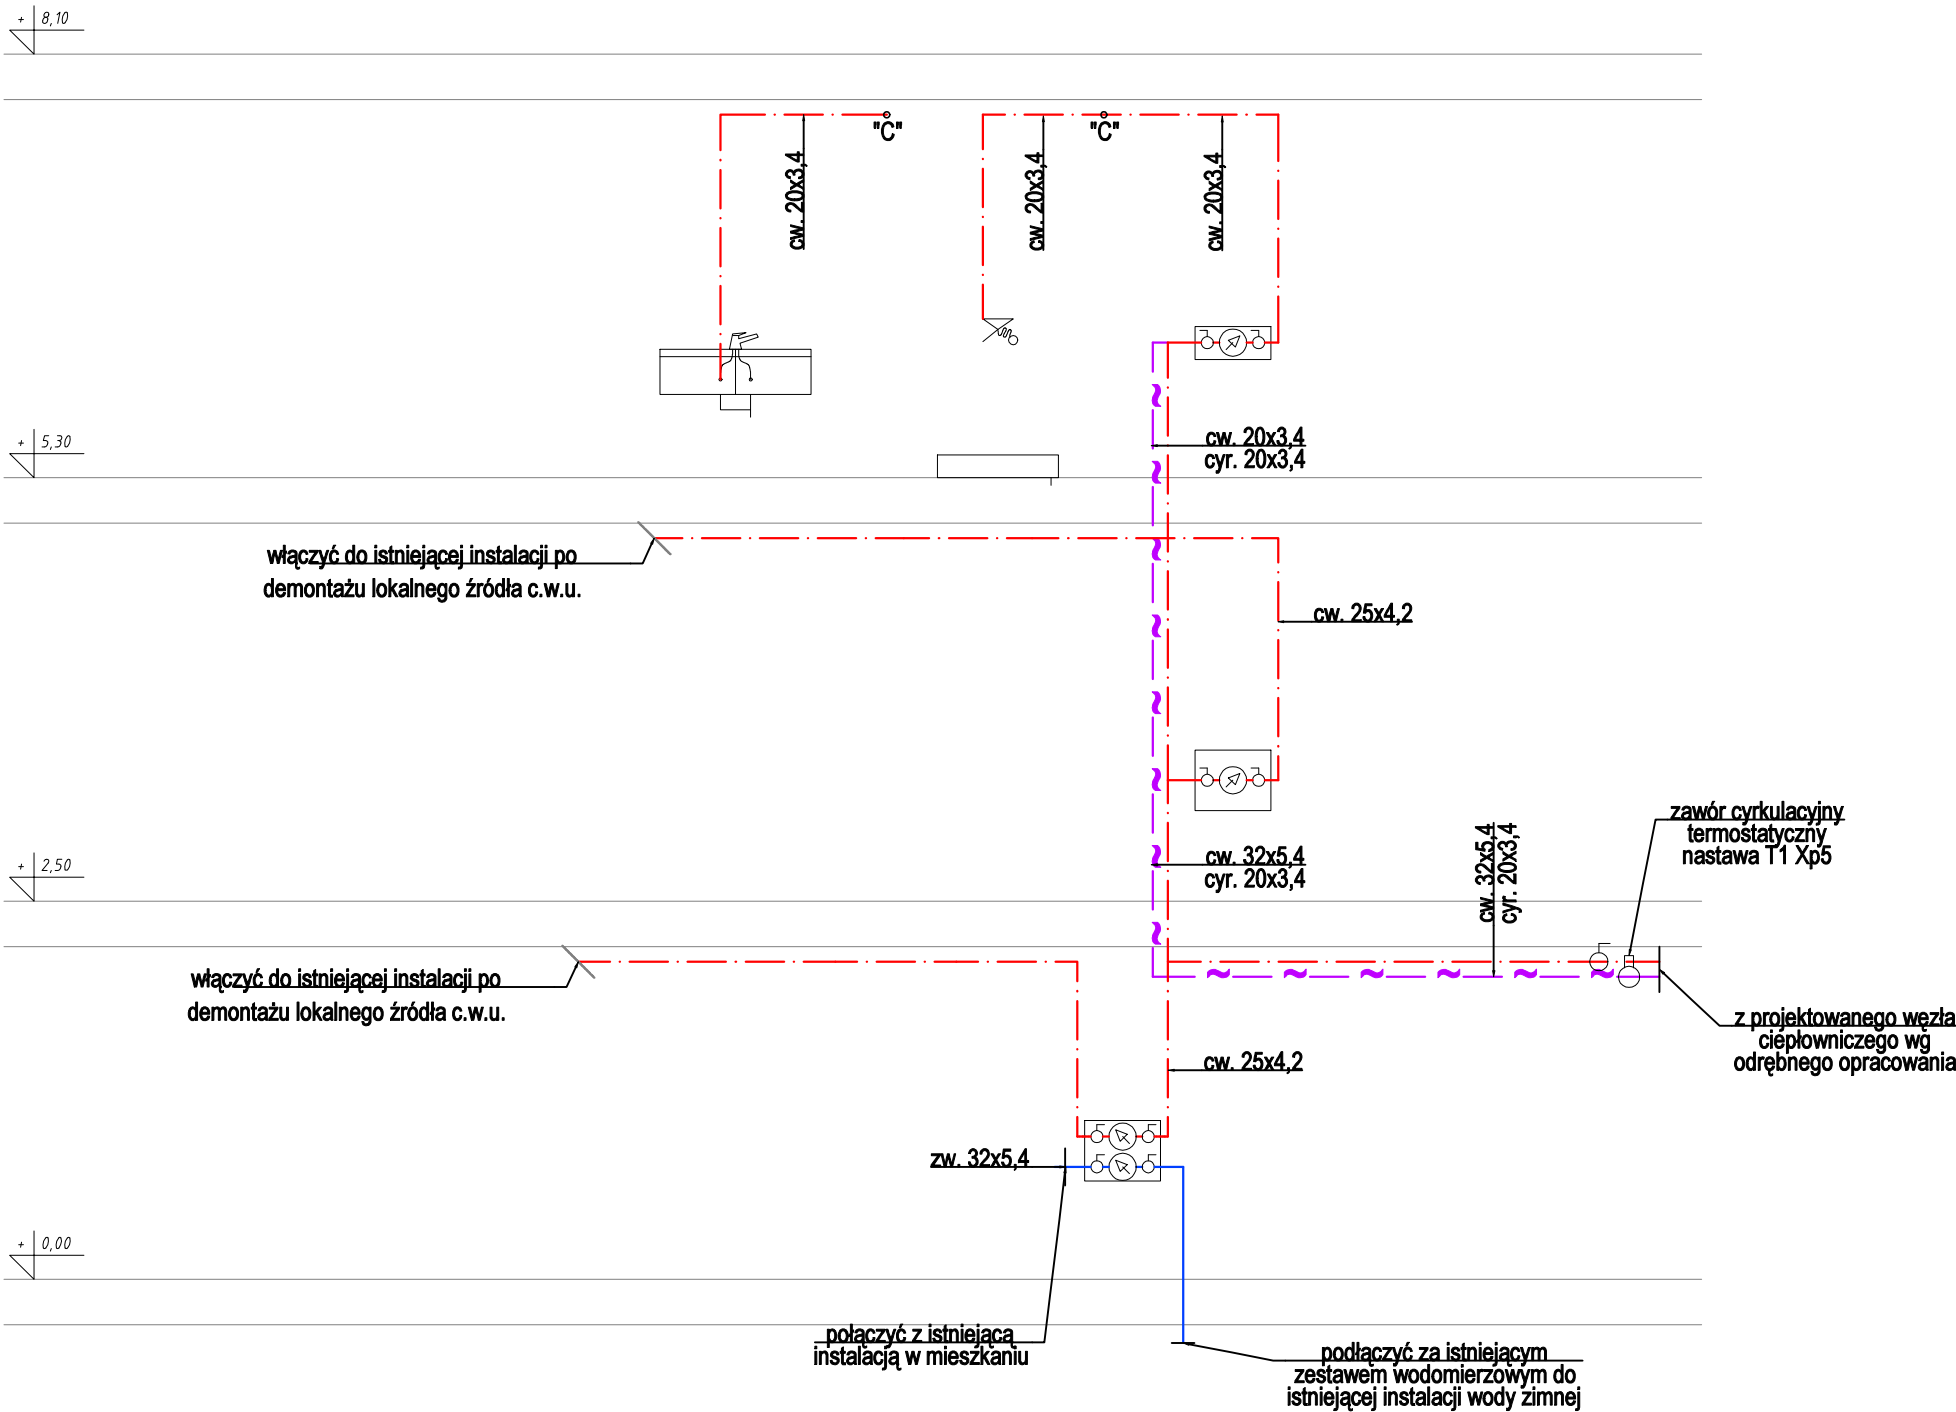 + 8,10
"C"
"C"
cw. 20x3,4
cw. 20x3,4
cw. 20x3,4
+ 5,30
cw. 20x3,4
cyr. 20x3,4
włączyć do istniejącej instalacji po
demontażu lokalnego źródła c.w.u.
cw. 25x4,2
zawór cyrkulacyjny
termostatyczny
nastawa T1 Xp5
cw. 32x5,4
cyr. 20x3,4
cw. 32x5,4
cyr. 20x3,4
+ 2,50
włączyć do istniejącej instalacji po
demontażu lokalnego źródła c.w.u.
z projektowanego węzła
ciepłowniczego wg
odrębnego opracowania
cw. 25x4,2
zw. 32x5,4
+ 0,00
połączyć z istniejącą
instalacją w mieszkaniu
podłączyć za istniejącym
zestawem wodomierzowym do
istniejącej instalacji wody zimnej